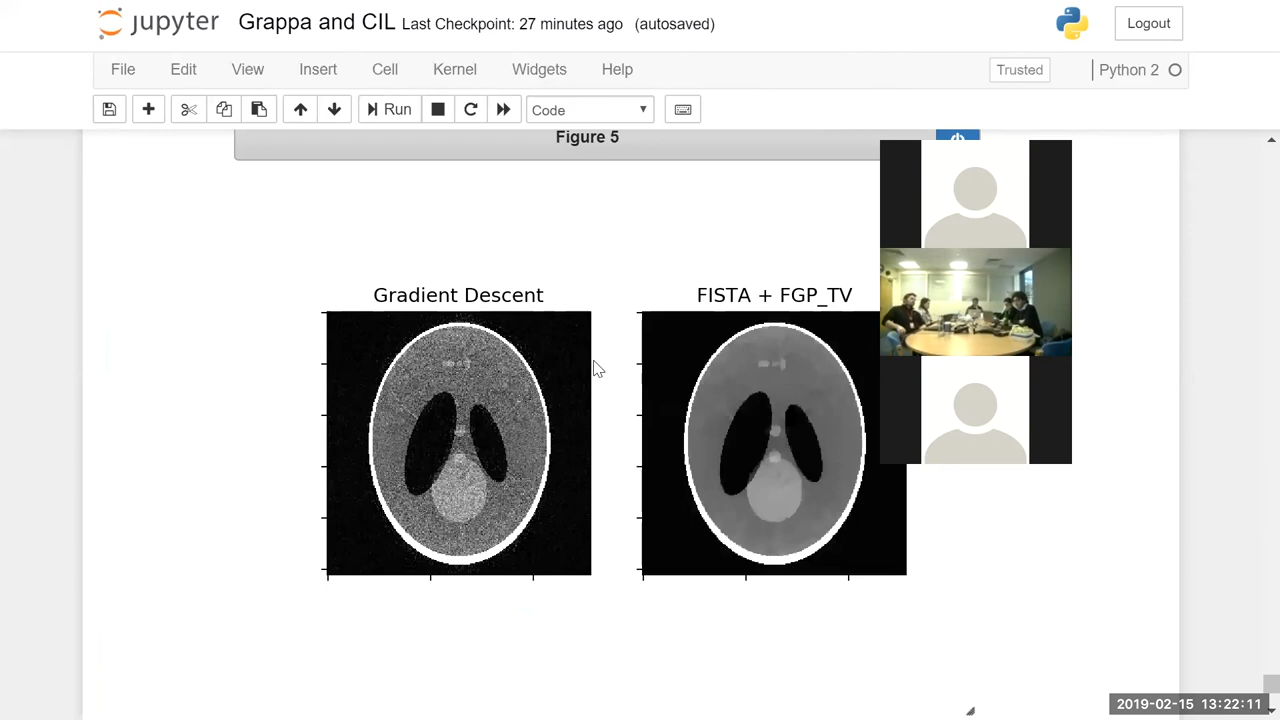 jupyter Grappa and CIL Last Checkpoint: 27 minutes ago (autosaved) Logout
File Edit View Insert Cell Kernel Widgets Help Trusted Python 2
Run Code
Figure 5
Gradient Descent FISTA + FGP_TV
2019-02-15 13:22:11